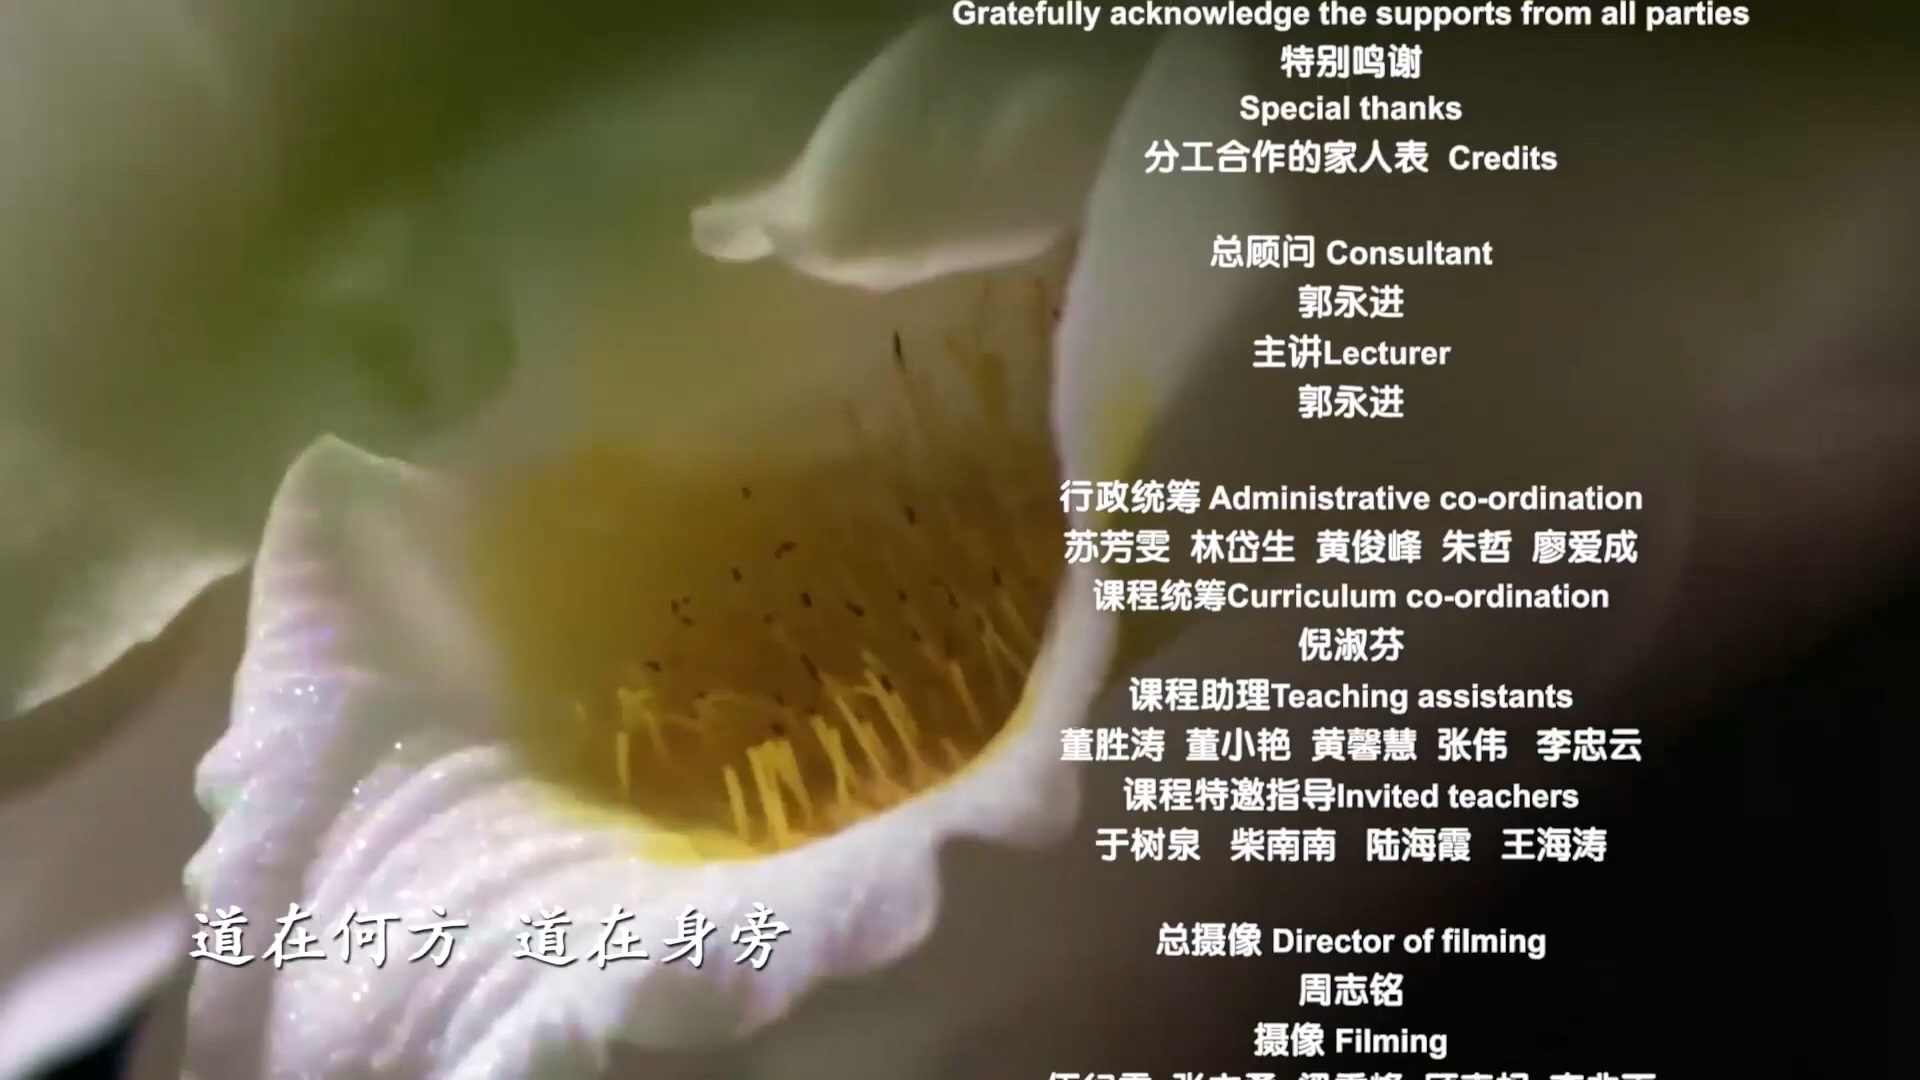 Gratefully acknowledge the supports from all parties
特别鸣谢
Special thanks
分工合作的家人表 Credits
总顾问 Consultant
郭永进
主讲Lecturer
郭永进
行政统筹 Administrative co-ordination
苏芳雯 林岱生 黄俊峰 朱哲 廖爱成
课程统筹Curriculum co-ordination
倪淑芬
课程助理Teaching assistants
董胜涛 董小艳 黄馨慧 张伟 李忠云
课程特邀指导Invited teachers
于树泉 柴南南 陆海霞 王海涛
道在何方 道在身旁
总摄像 Director of filming
周志铭
摄像 Filming